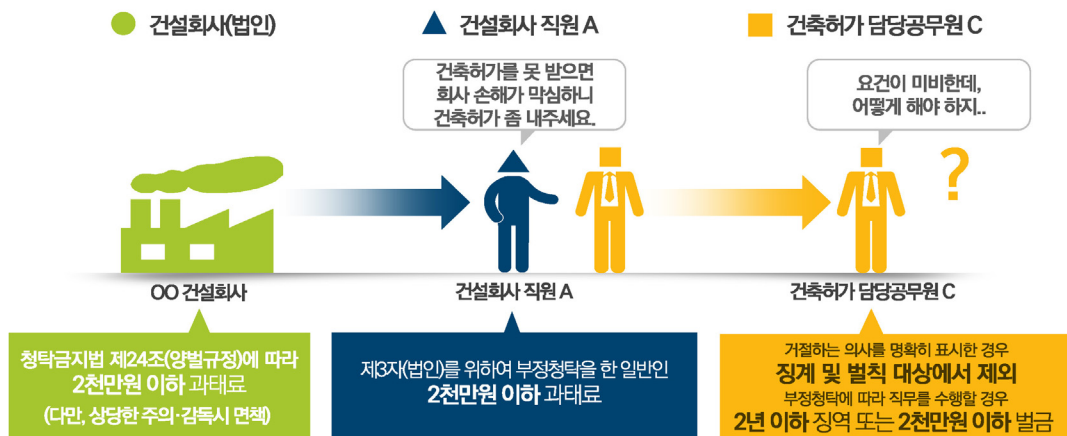 건설회사(법인)
건설회사 직원 A
건축허가 담당공무원 C
건축허가를 못 받으면
회사 손해가 막심하니
건축허가 좀 내주세요.
요건이 미비한데,
어떻게 해야 하지..
?
OO 건설회사
건설회사 직원 A
건축허가 담당공무원 C
청탁금지법 제24조(양벌규정)에 따라
2천만원 이하 과태료
(다만, 상당한 주의·감독시 면책)
제3자(법인)를 위하여 부정청탁을 한 일반인
2천만원 이하 과태료
거절하는 의사를 명확히 표시한 경우
징계 및 벌칙 대상에서 제외
부정청탁에 따라 직무를 수행할 경우
2년 이하 징역 또는 2천만원 이하 벌금